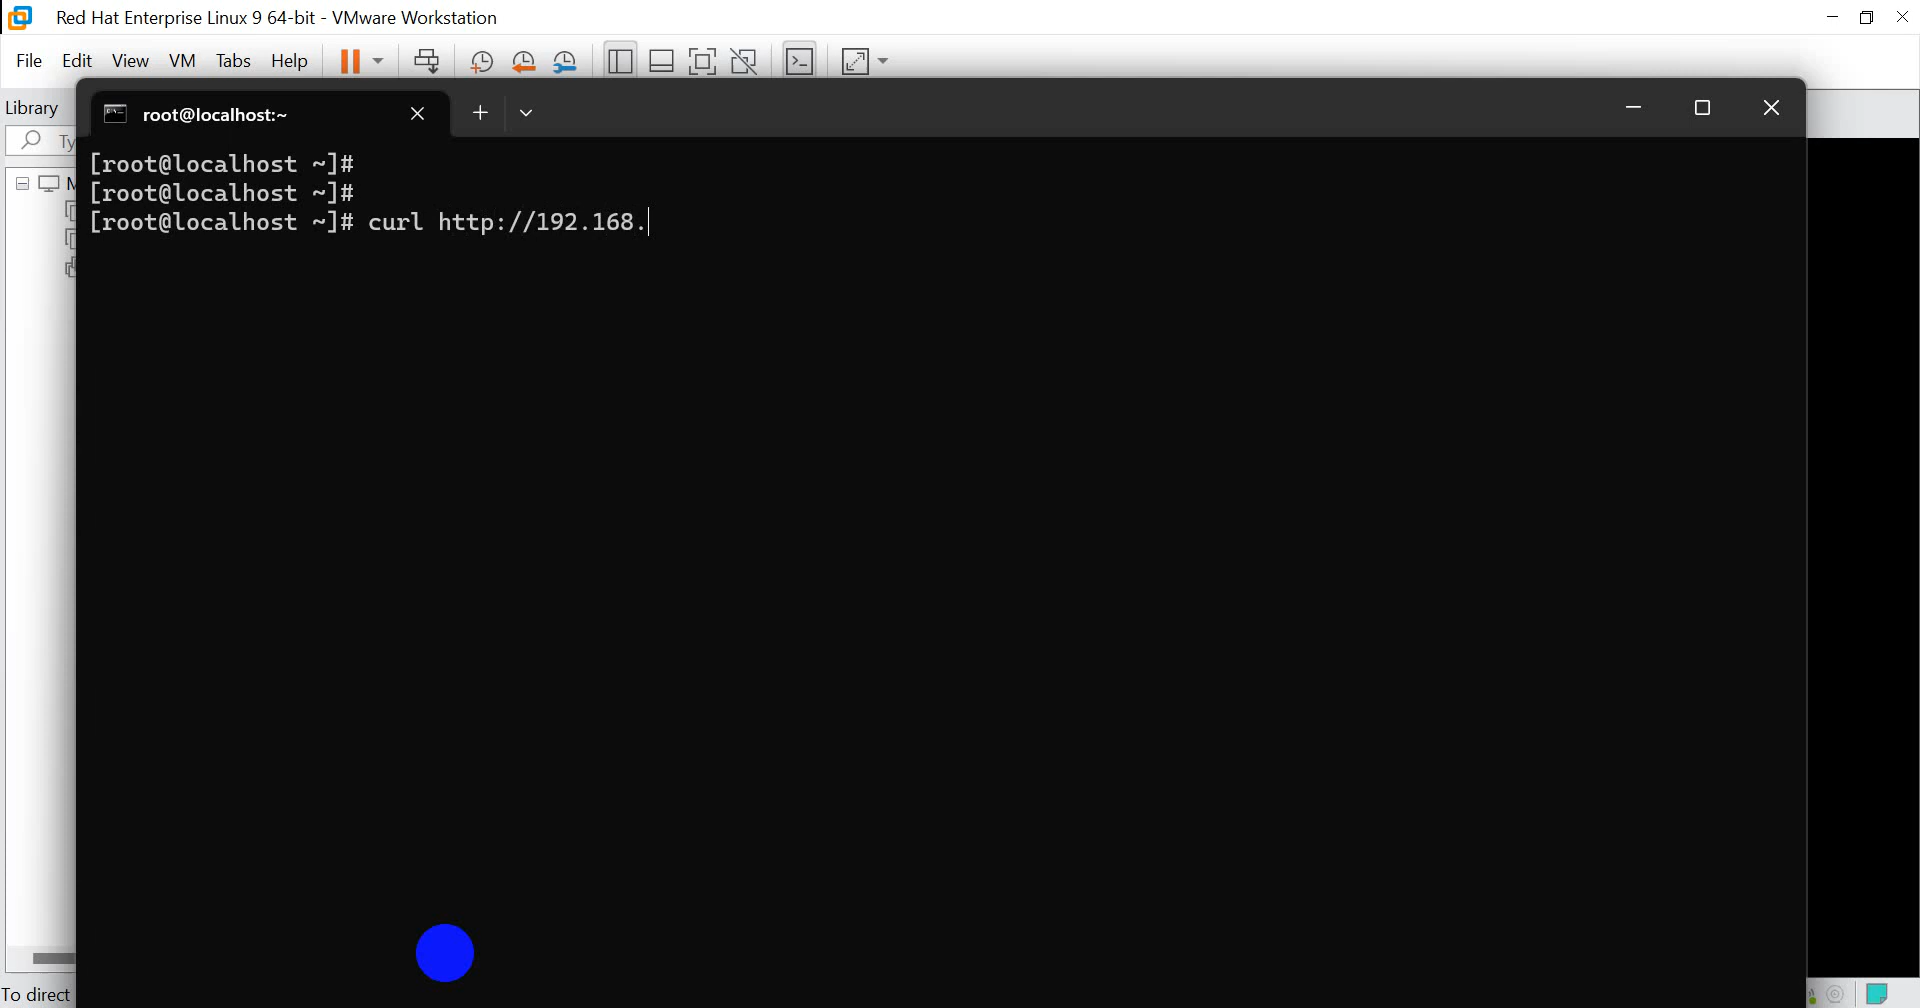 Red Hat Enterprise Linux 9 64-bit - VMware Workstation
File Edit View VM Tabs Help
Library
root@localhost:~
Ty
[root@localhost ~]#
[root@localhost ~]#
[root@localhost ~]# curl http://192.168.
To direct